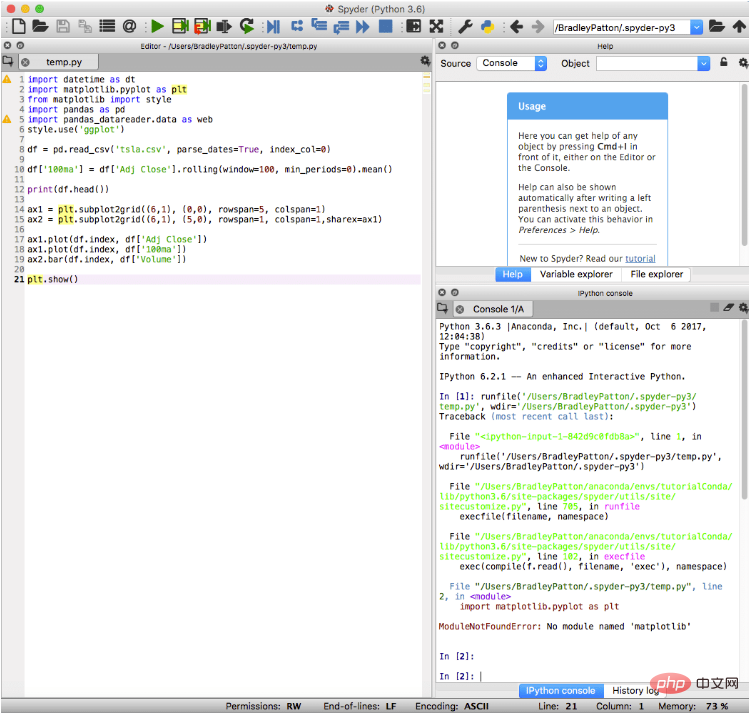 Spyder (Python 3.6)
/BradleyPatton/.spyder-py3
Editor - /Users/BradleyPatton/.spyder-py3/temp.py
temp.py
1 import datetime as dt
2 import matplotlib.pyplot as plt
3 from matplotlib import style
4 import pandas as pd
5 import pandas_datareader.data as web
6 style.use('ggplot')
7
8 df = pd.read_csv('tsla.csv', parse_dates=True, index_col=0)
9
10 df['100ma'] = df['Adj Close'].rolling(window=100, min_periods=0).mean()
11
12 print(df.head())
13
14 ax1 = plt.subplot2grid((6,1), (0,0), rowspan=5, colspan=1)
15 ax2 = plt.subplot2grid((6,1), (5,0), rowspan=1, colspan=1,sharex=ax1)
16
17 ax1.plot(df.index, df['Adj Close'])
18 ax1.plot(df.index, df['100ma'])
19 ax2.bar(df.index, df['Volume'])
20
21 plt.show()
Help
Source Console Object
Usage
Here you can get help of any
object by pressing Cmd+I in
front of it, either on the Editor or
the Console.
Help can also be shown
automatically after writing a left
parenthesis next to an object.
You can activate this behavior in
Preferences > Help.
New to Spyder? Read our tutorial
Help Variable explorer File explorer
IPython console
Console 1/A
Python 3.6.3 |Anaconda, Inc.| (default, Oct  6 2017,
12:04:38)
Type "copyright", "credits" or "license" for more
information.
IPython 6.2.1 -- An enhanced Interactive Python.
In [1]: runfile('/Users/BradleyPatton/.spyder-py3/
temp.py', wdir='/Users/BradleyPatton/.spyder-py3')
Traceback (most recent call last):
File "<ipython-input-1-842d9c0fdb8a>", line 1, in
<module>
runfile('/Users/BradleyPatton/.spyder-py3/temp.py',
wdir='/Users/BradleyPatton/.spyder-py3')
File "/Users/BradleyPatton/anaconda/envs/tutorialConda/
lib/python3.6/site-packages/spyder/utils/site/
sitecustomize.py", line 705, in runfile
execfile(filename, namespace)
File "/Users/BradleyPatton/anaconda/envs/tutorialConda/
lib/python3.6/site-packages/spyder/utils/site/
sitecustomize.py", line 102, in execfile
exec(compile(f.read(), filename, 'exec'), namespace)
File "/Users/BradleyPatton/.spyder-py3/temp.py", line
2, in <module>
import matplotlib.pyplot as plt
ModuleNotFoundError: No module named 'matplotlib'
In [2]:
In [2]:
php 中文网
IPython console History log
Permissions: RW End-of-lines: LF Encoding: ASCII Line: 21 Column: 1 Memory: 73 %